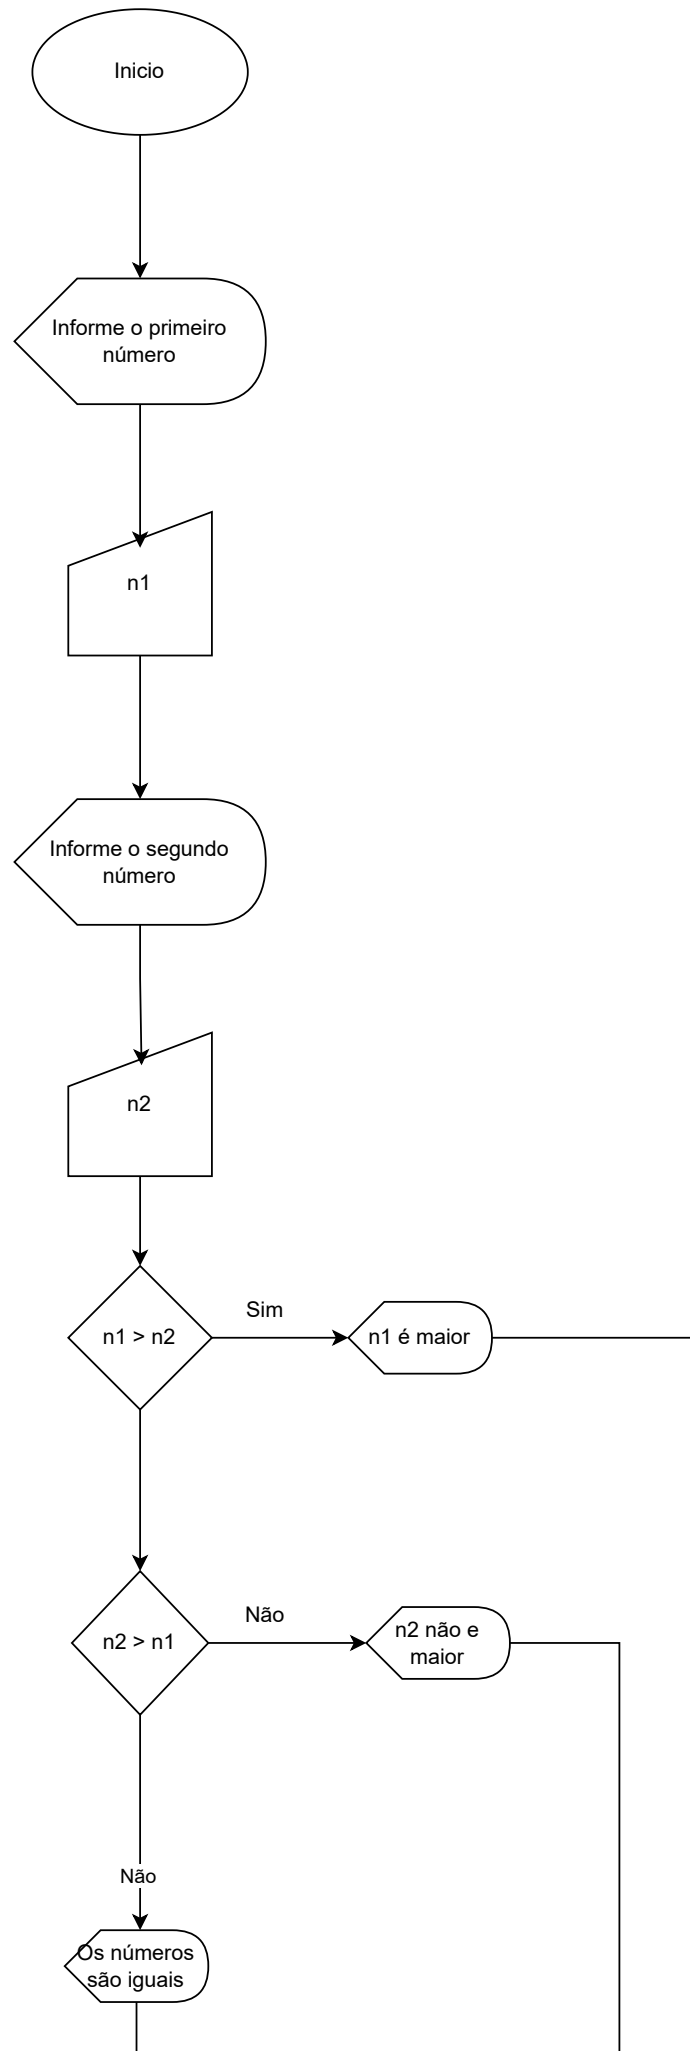 Inicio
Informe o primeiro
número
n1
Informe o segundo
número
n2
n1 > n2
Sim
n1 é maior
n2 > n1
Não
n2 não e
maior
Não
Os números
são iguais